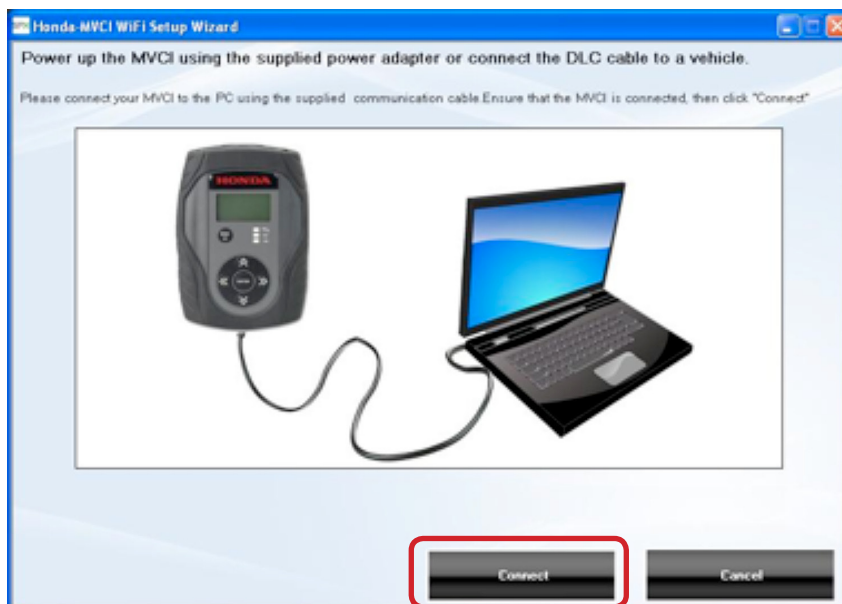 Honda-MVCI WiFi Setup Wizard
Power up the MVCI using the supplied power adapter or connect the DLC cable to a vehicle.
Please connect your MVCI to the PC using the supplied communication cable.Ensure that the MVCI is connected, then click "Connect"
HONDA
Connect
Cancel